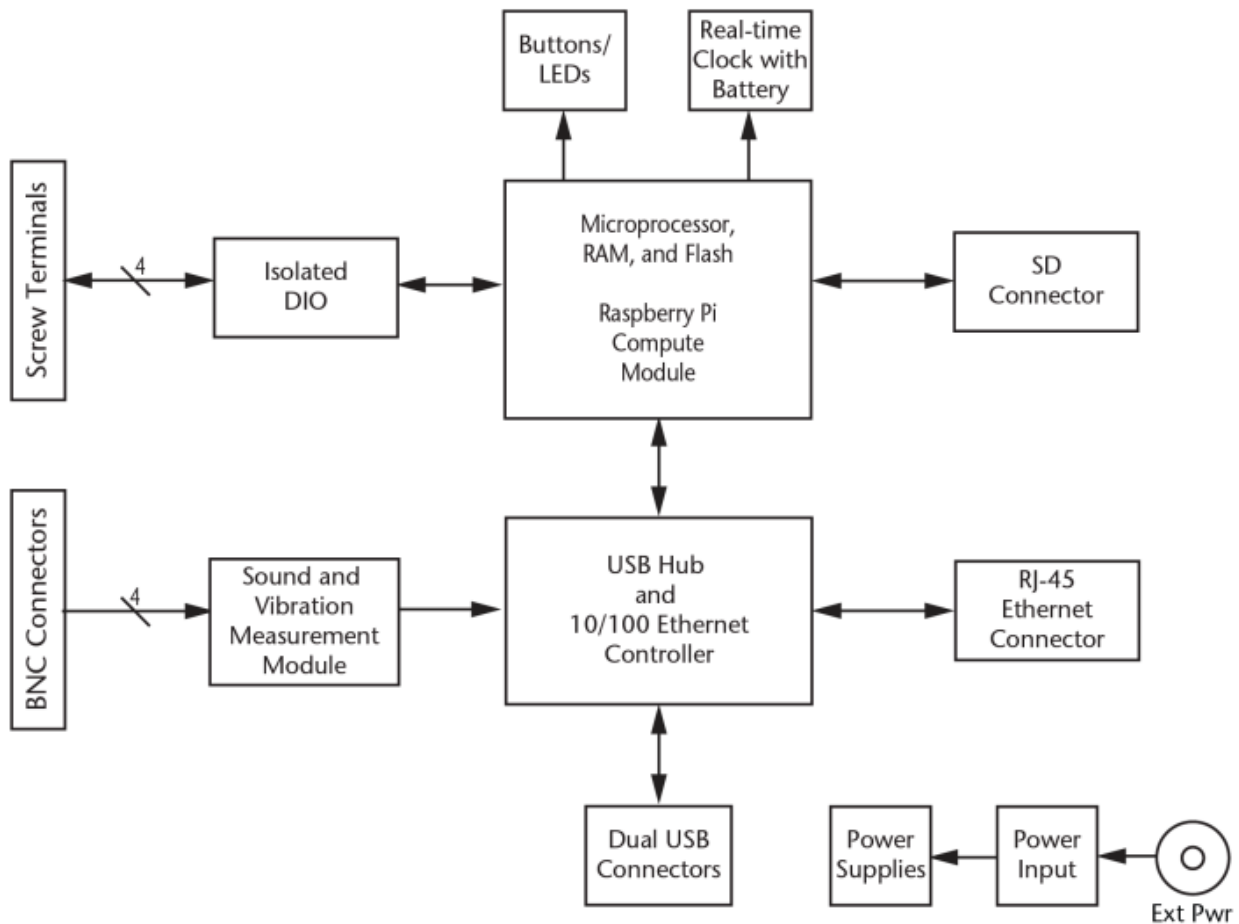 Buttons/
LEDs
Real-time
Clock with
Battery
Screw Terminals
4
Isolated
DIO
Microprocessor,
RAM, and Flash
Raspberry Pi
Compute
Module
SD
Connector
BNC Connectors
4
Sound and
Vibration
Measurement
Module
USB Hub
and
10/100 Ethernet
Controller
RJ-45
Ethernet
Connector
Dual USB
Connectors
Power
Supplies
Power
Input
Ext Pwr